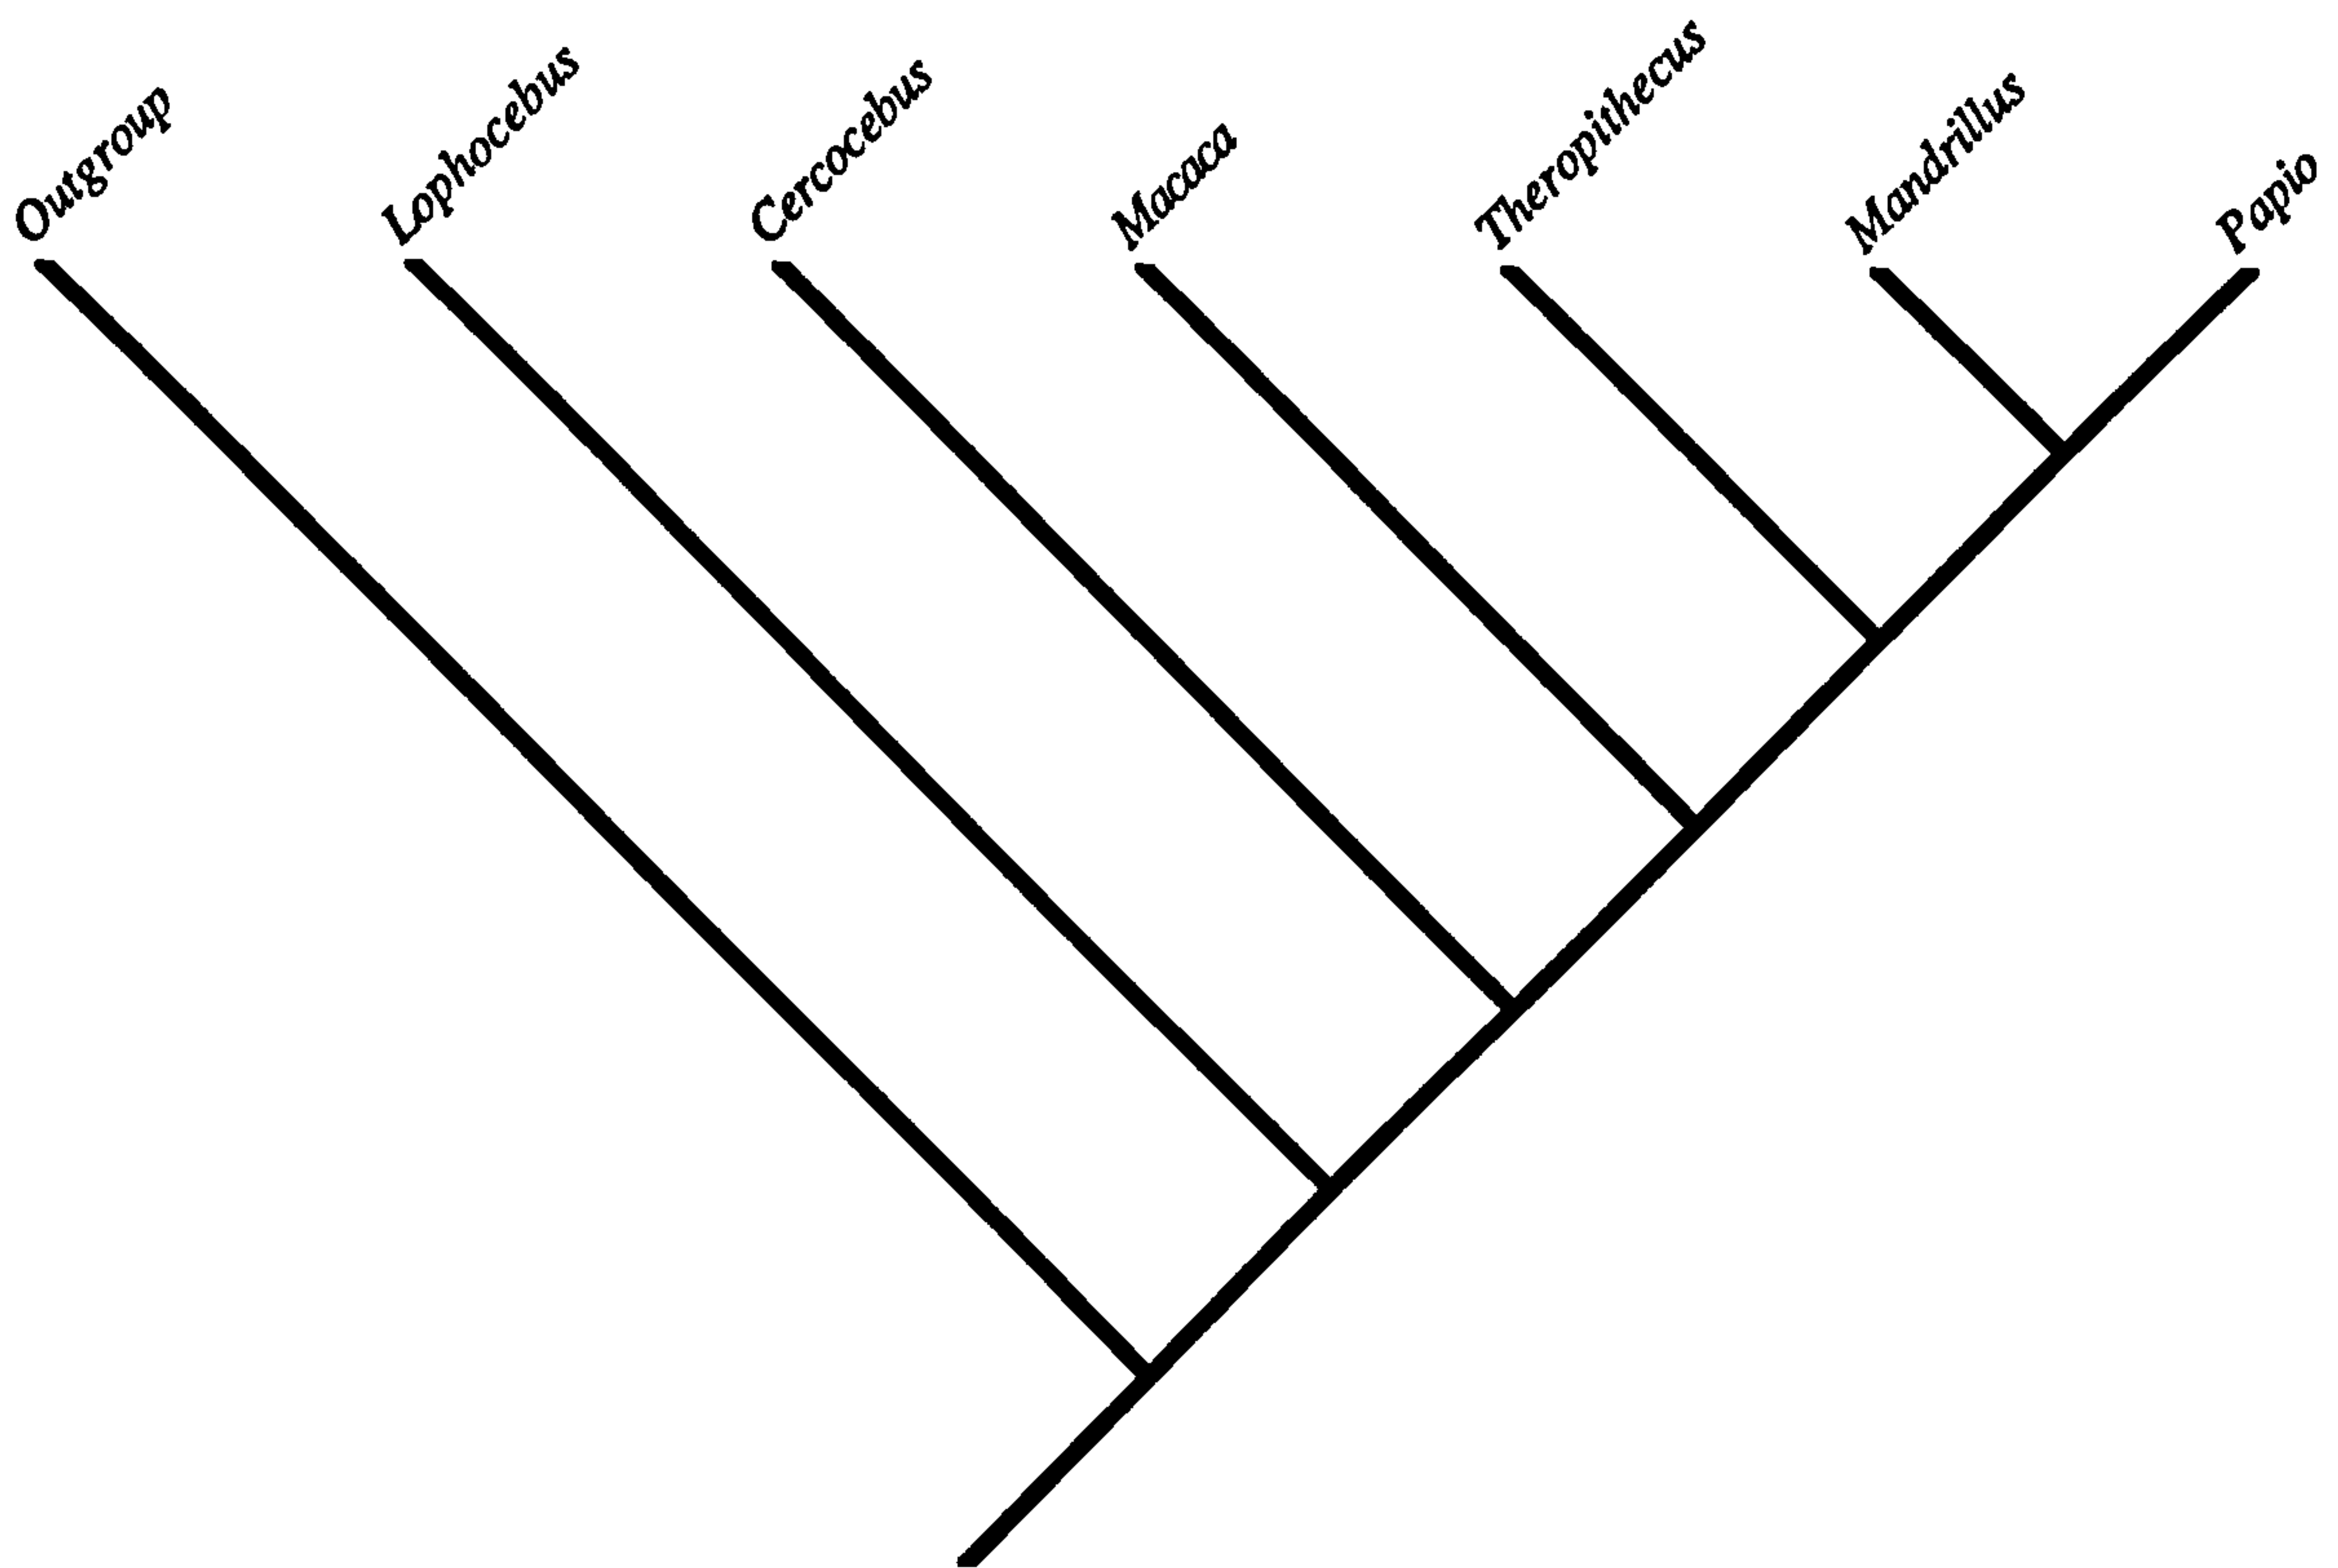 Outgroup
Lophocebus
Cercocebus
Macaca
Theropithecus
Mandrillus
Papio